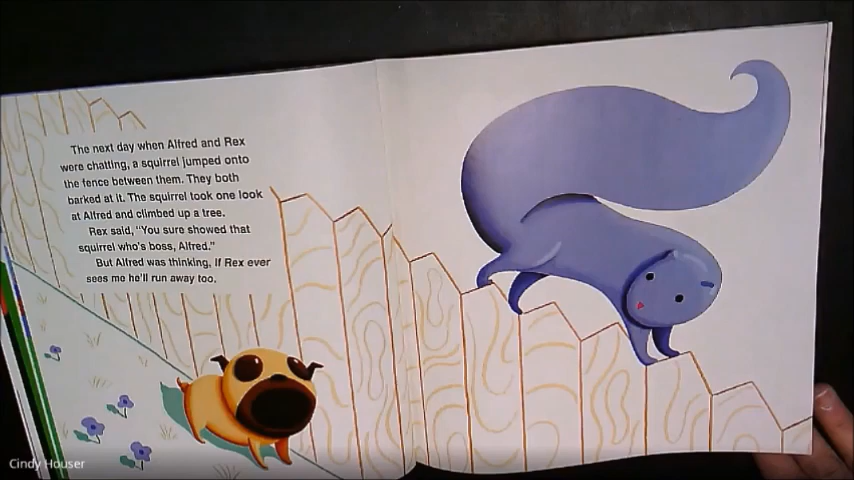 The next day when Alfred and Rex
were chatting, a squirrel jumped onto
the fence between them. They both
barked at it. The squirrel took one look
at Alfred and climbed up a tree.
Rex said, "You sure showed that
squirrel who's boss, Alfred."
But Alfred was thinking, If Rex ever
sees me he'll run away too.
Cindy Houser